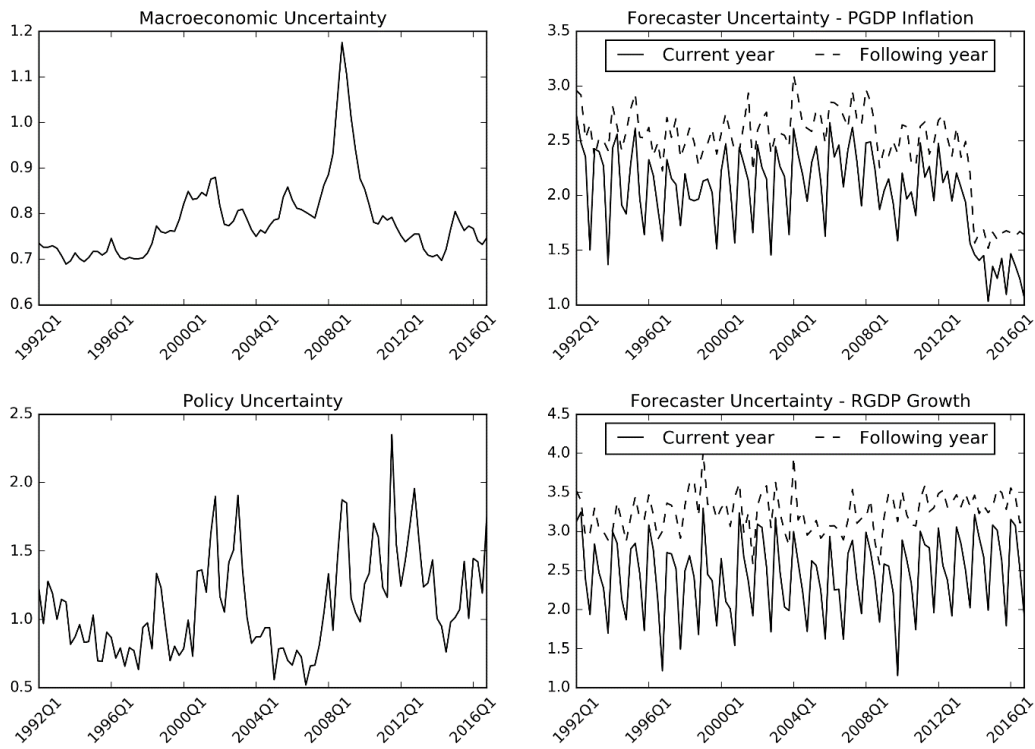 Macroeconomic Uncertainty
1.2
1.1
1.0
0.9
0.8
0.7
0.6
1992Q1 1996Q1 2000Q1 2004Q1 2008Q1 2012Q1 2016Q1
Forecaster Uncertainty - PGDP Inflation
Current year Following year
3.5
3.0
2.5
2.0
1.5
1.0
1992Q1 1996Q1 2000Q1 2004Q1 2008Q1 2012Q1 2016Q1
Policy Uncertainty
2.5
2.0
1.5
1.0
0.5
1992Q1 1996Q1 2000Q1 2004Q1 2008Q1 2012Q1 2016Q1
Forecaster Uncertainty - RGDP Growth
Current year Following year
4.5
4.0
3.5
3.0
2.5
2.0
1.5
1.0
1992Q1 1996Q1 2000Q1 2004Q1 2008Q1 2012Q1 2016Q1